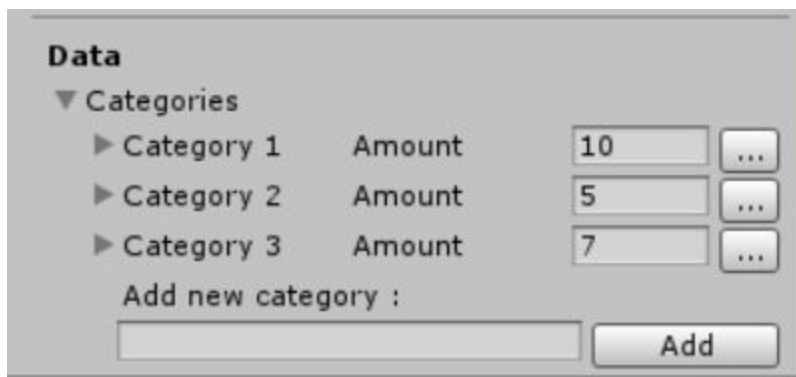 Data
Categories
Category 1 Amount 10 ...
Category 2 Amount 5 ...
Category 3 Amount 7 ...
Add new category :
Add